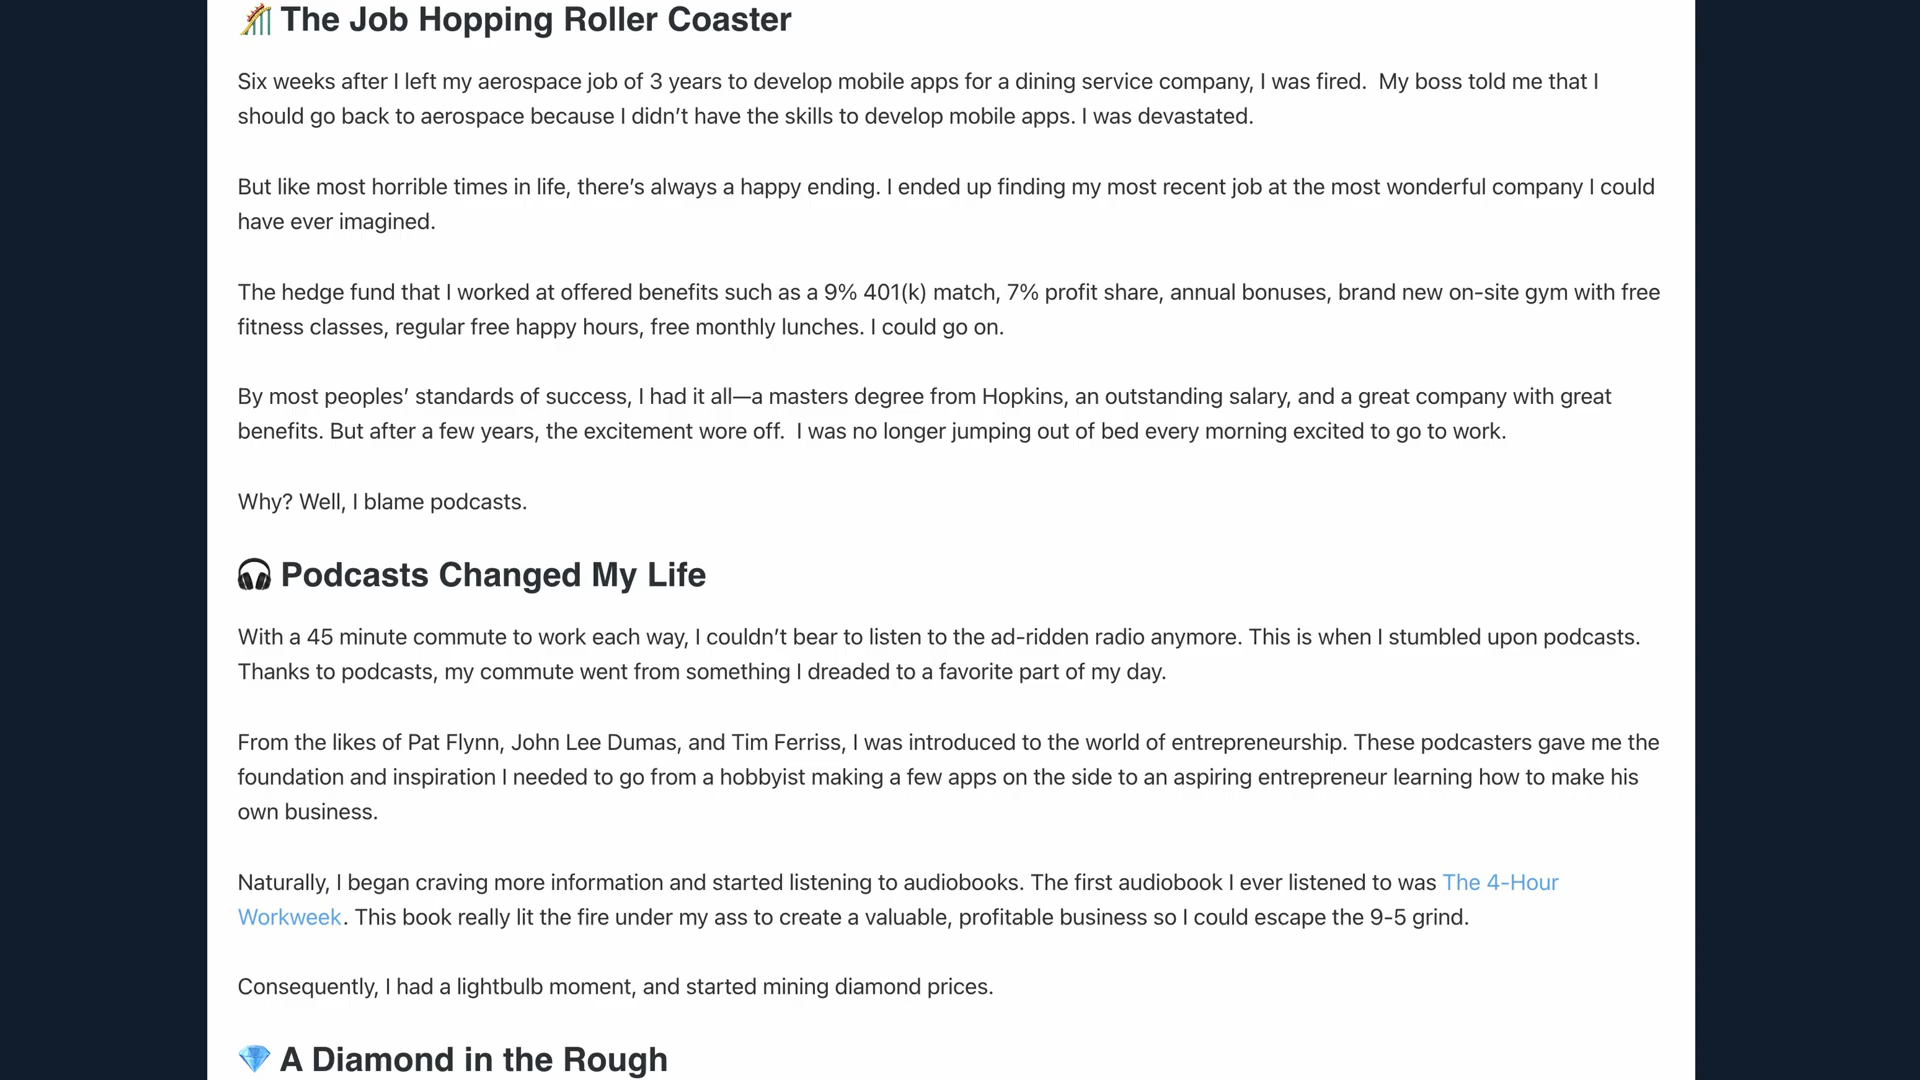 The Job Hopping Roller Coaster
Six weeks after I left my aerospace job of 3 years to develop mobile apps for a dining service company, I was fired.  My boss told me that I
should go back to aerospace because I didn’t have the skills to develop mobile apps. I was devastated.
But like most horrible times in life, there’s always a happy ending. I ended up finding my most recent job at the most wonderful company I could
have ever imagined.
The hedge fund that I worked at offered benefits such as a 9% 401(k) match, 7% profit share, annual bonuses, brand new on-site gym with free
fitness classes, regular free happy hours, free monthly lunches. I could go on.
By most peoples’ standards of success, I had it all—a masters degree from Hopkins, an outstanding salary, and a great company with great
benefits. But after a few years, the excitement wore off.  I was no longer jumping out of bed every morning excited to go to work.
Why? Well, I blame podcasts.
Podcasts Changed My Life
With a 45 minute commute to work each way, I couldn’t bear to listen to the ad-ridden radio anymore. This is when I stumbled upon podcasts.
Thanks to podcasts, my commute went from something I dreaded to a favorite part of my day.
From the likes of Pat Flynn, John Lee Dumas, and Tim Ferriss, I was introduced to the world of entrepreneurship. These podcasters gave me the
foundation and inspiration I needed to go from a hobbyist making a few apps on the side to an aspiring entrepreneur learning how to make his
own business.
Naturally, I began craving more information and started listening to audiobooks. The first audiobook I ever listened to was The 4-Hour
Workweek. This book really lit the fire under my ass to create a valuable, profitable business so I could escape the 9-5 grind.
Consequently, I had a lightbulb moment, and started mining diamond prices.
A Diamond in the Rough